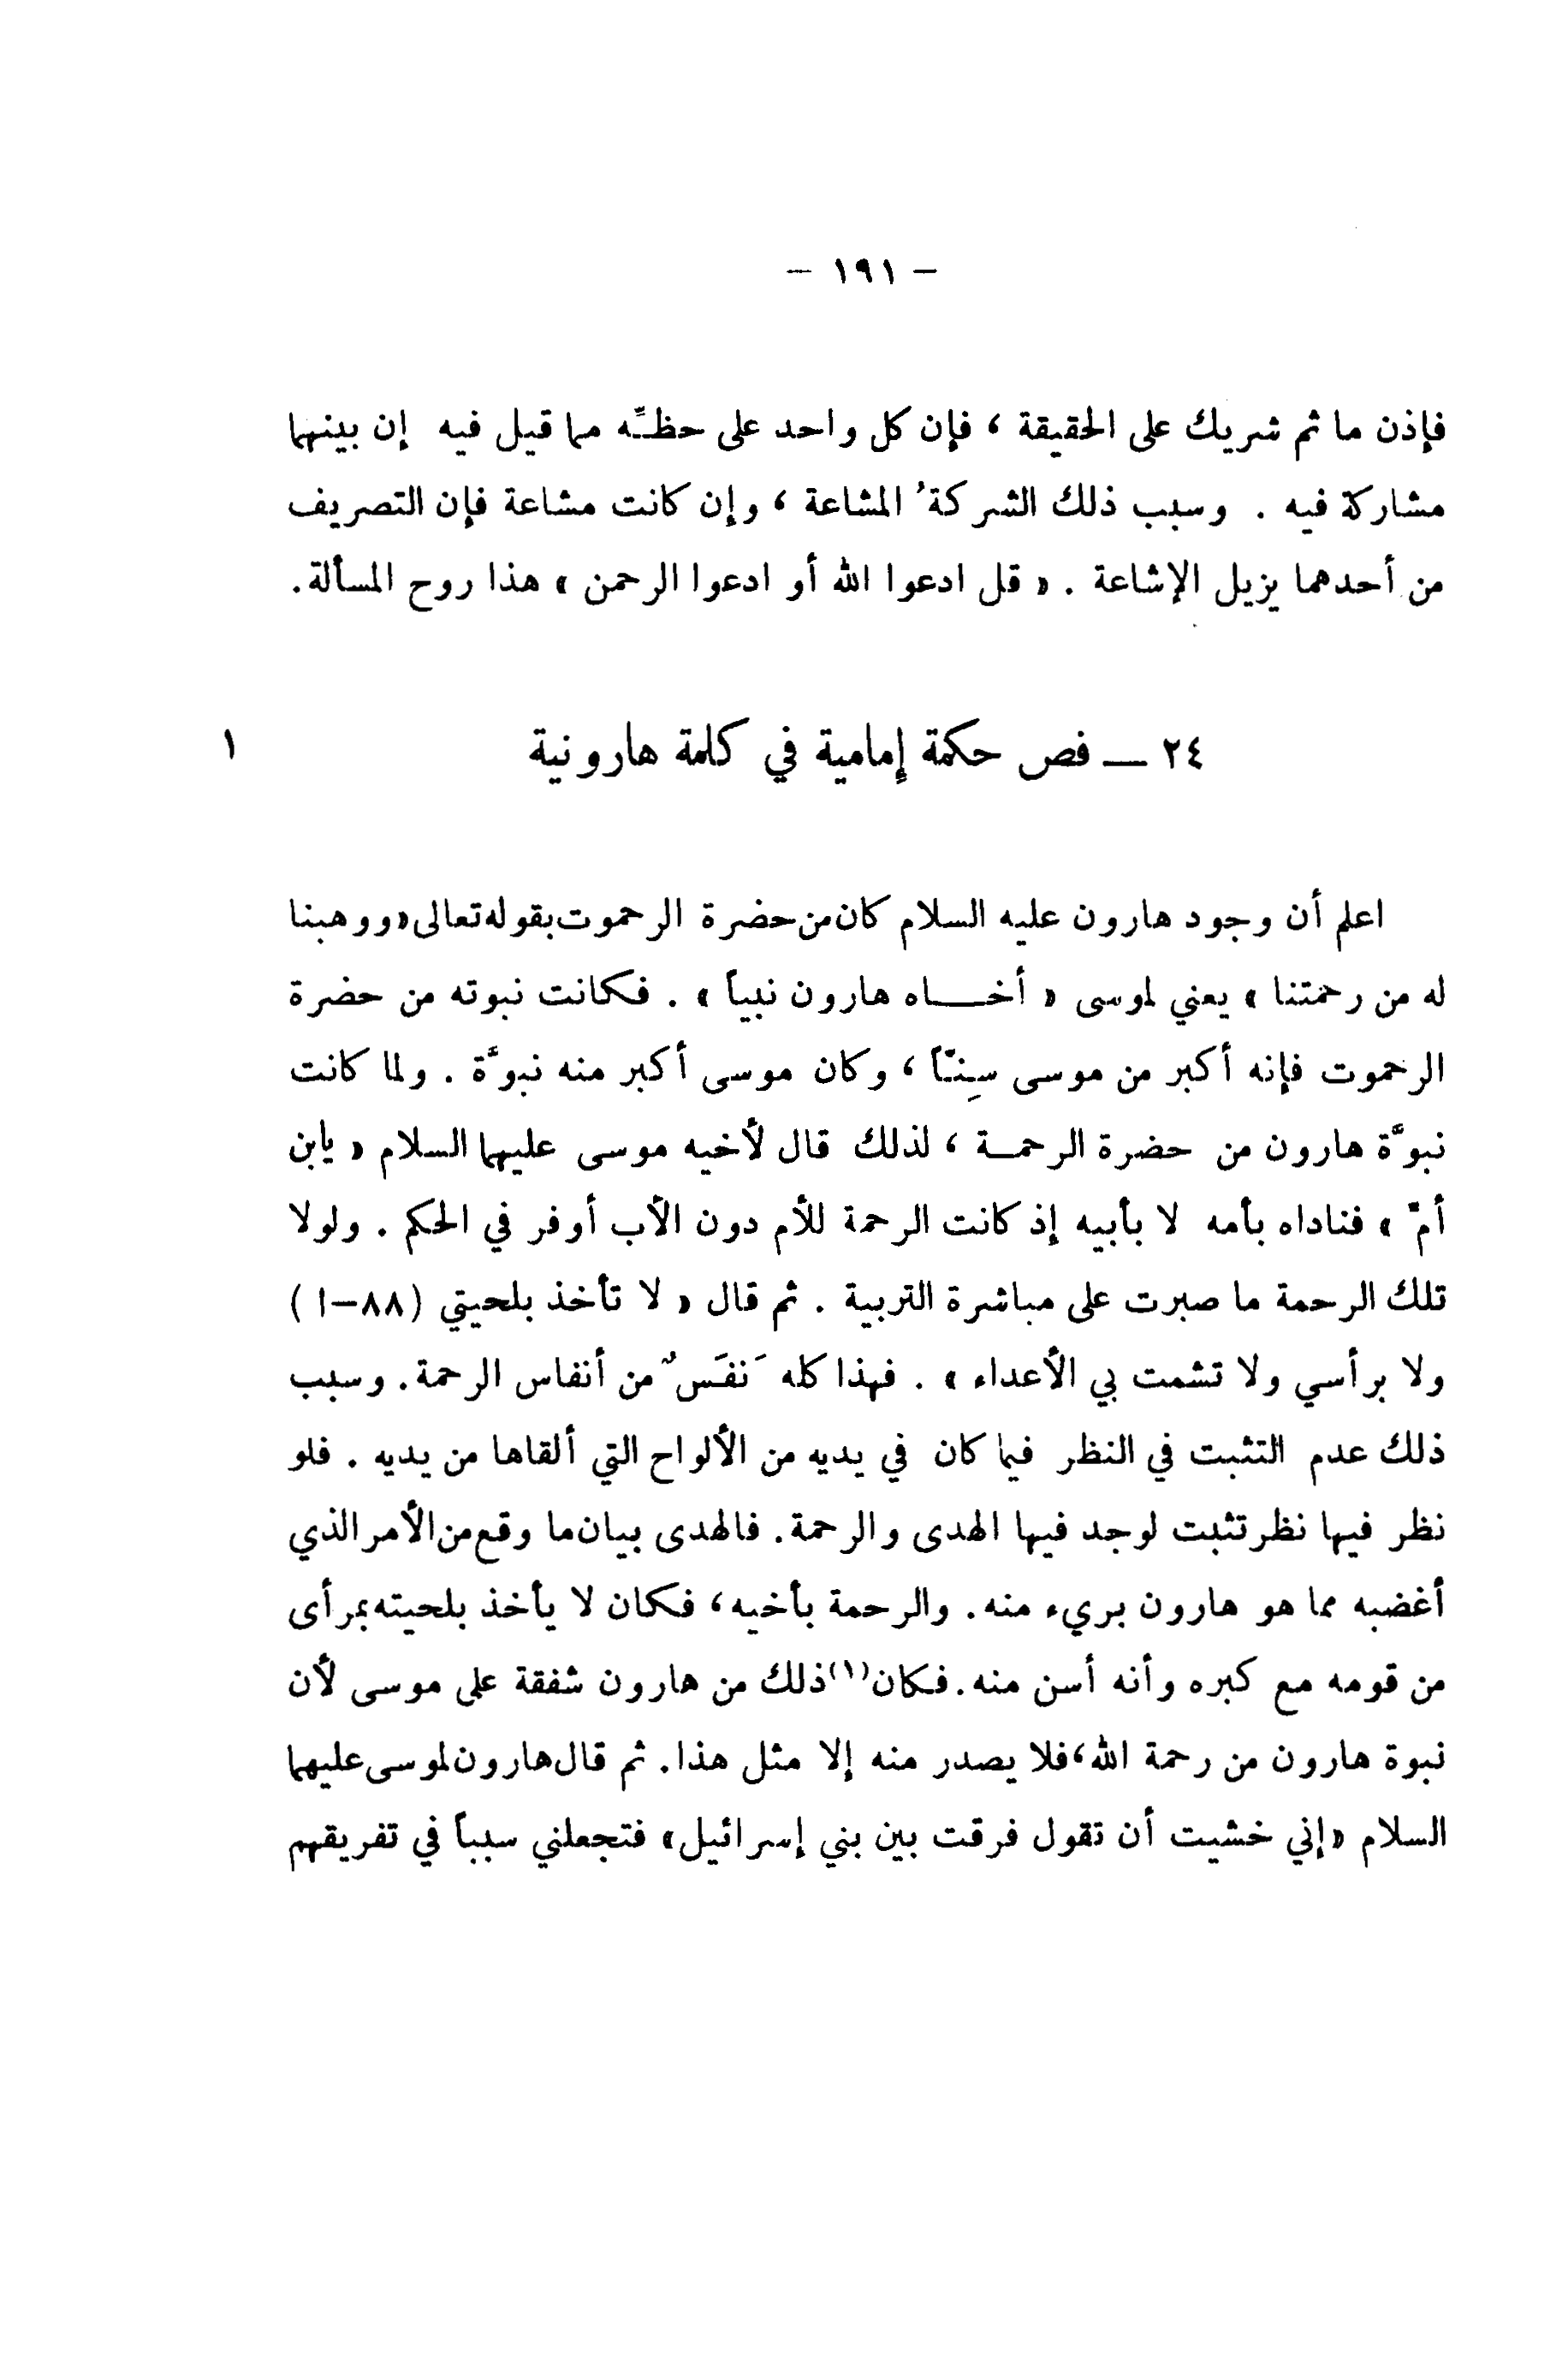 — ١٩١ —
فإذن ما ثم شريك على الحقيقة ، فإن كل واحد على حظّه مما قيل فيه إن بينهما
مشاركة فيه . وسبب ذلك الشركةُ المشاعة ، وإن كانت مشاعة فإن التصريف
من أحدهما يزيل الإشاعة . « قل ادعوا الله أو ادعوا الرحمن » هذا روح المسألة.
٢٤ — فص حكمة إمامية في كلمة هارونية
١
اعلم أن وجود هارون عليه السلام كان من حضرة الرحموت بقوله تعالى «ووهبنا
له من رحمتنا » يعني لموسى « أخـــاه هارون نبياً » . فكانت نبوته من حضرة
الرحموت فإنه أكبر من موسى سِنـّاً ، وكان موسى أكبر منه نبوَّة . ولما كانت
نبوَّة هارون من حضرة الرحمـة ، لذلك قال لأخيه موسى عليهما السلام « يابن
أمّ » فناداه بأمه لا بأبيه إذ كانت الرحمة للأم دون الأب أوفر في الحكم . ولولا
تلك الرحمة ما صبرت على مباشرة التربية . ثم قال « لا تأخذ بلحيتي (٨٨-ا )
ولا برأسي ولا تشمت بي الأعداء » . فهذا كله نَفَسٌ من أنفاس الرحمة. وسبب
ذلك عدم التثبت في النظر فيما كان في يديه من الألواح التي ألقاها من يديه . فلو
نظر فيها نظر تثبت لوجد فيها الهدى والرحمة. فالهدى بيان ما وقع من الأمر الذي
أغضبه مما هو هارون بريء منه. والرحمة بأخيه، فكان لا يأخذ بلحيته بمرأى
من قومه مع كبره وأنه أسن منه.فكان(١)ذلك من هارون شفقة على موسى لأن
نبوة هارون من رحمة الله،فلا يصدر منه إلا مثل هذا. ثم قال هارون لموسى عليهما
السلام «إني خشيت أن تقول فرقت بين بني إسرائيل» فتجعلني سبباً في تفريقهم